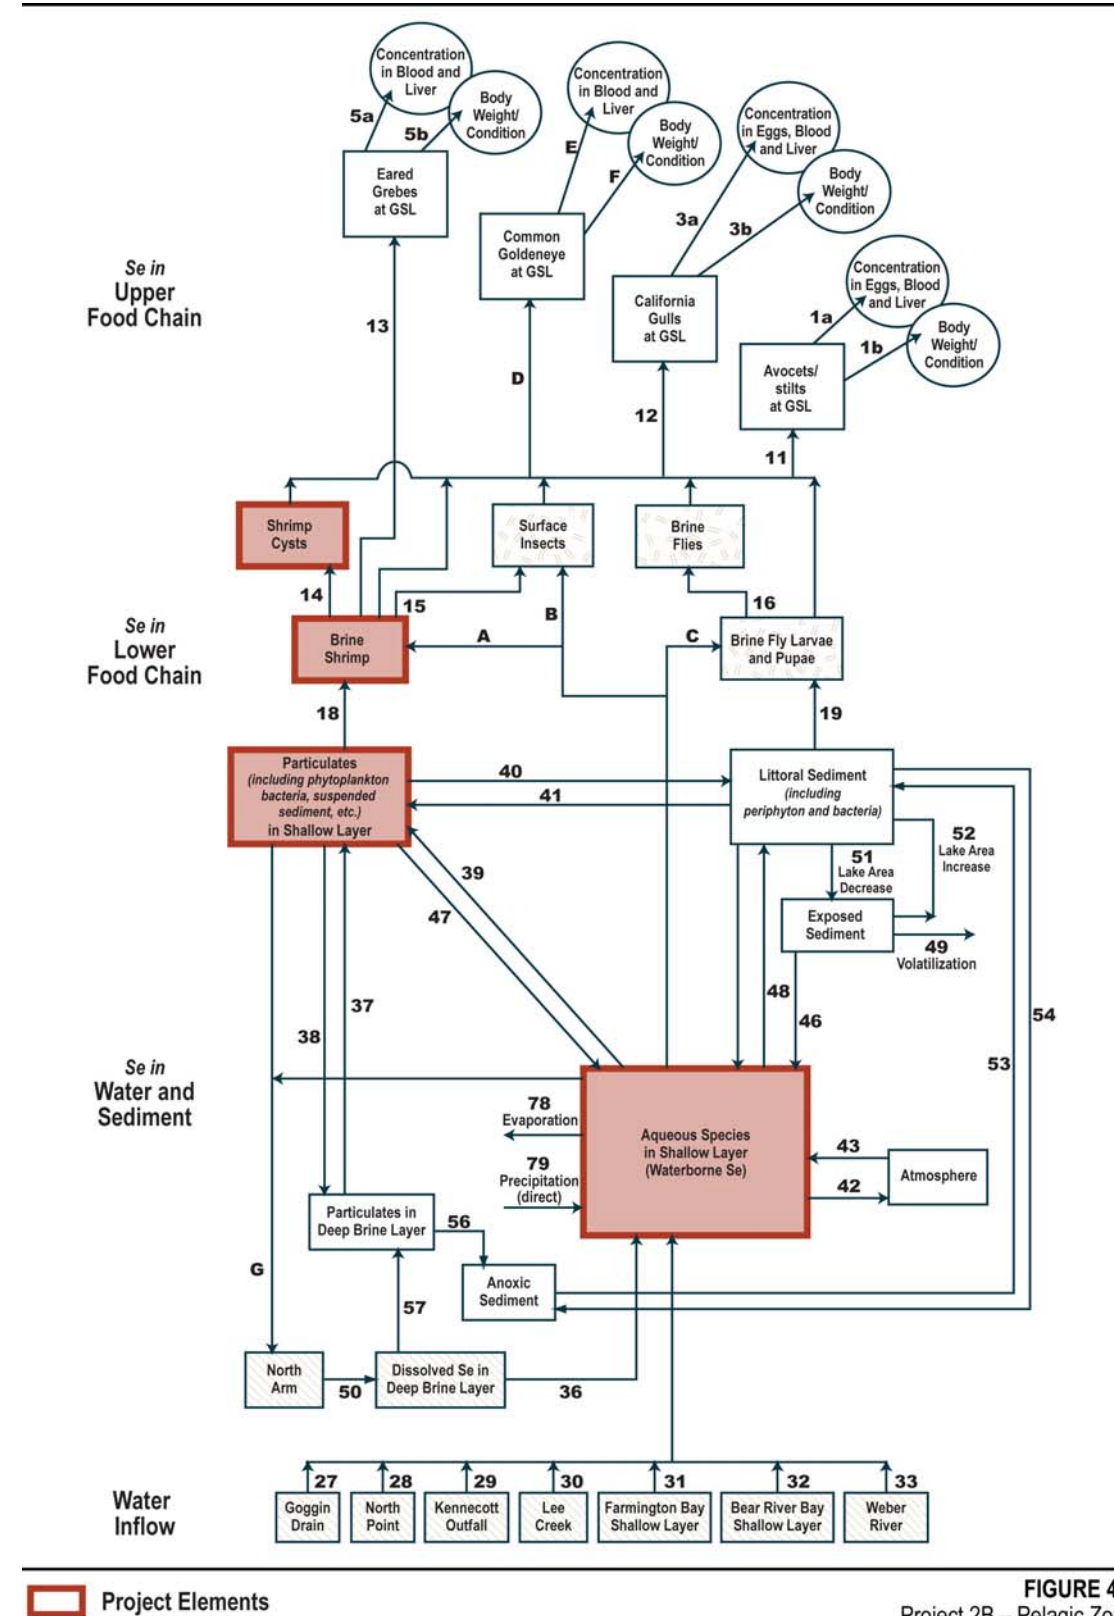 Concentration
in Blood and
Liver
Body
Weight/
Condition
5a
5b
Eared
Grebes
at GSL
Concentration
in Blood and
Liver
Body
Weight/
Condition
E
F
Common
Goldeneye
at GSL
Concentration
in Eggs, Blood
and Liver
Body
Weight/
Condition
3a
3b
California
Gulls
at GSL
Concentration
in Eggs, Blood
and Liver
Body
Weight/
Condition
1a
1b
Avocets/
stilts
at GSL
Se in
Upper
Food Chain
13
D
12
11
Shrimp
Cysts
Surface
Insects
Brine
Flies
14
15
B
16
Se in
Lower
Food Chain
Brine
Shrimp
A
C
Brine Fly Larvae
and Pupae
18
19
Particulates
(including phytoplankton
bacteria, suspended
sediment, etc.)
in Shallow Layer
40
41
Littoral Sediment
(including
periphyton and bacteria)
39
47
51
Lake Area
Decrease
52
Lake Area
Increase
Exposed
Sediment
49
Volatilization
38
37
48
46
54
53
Se in
Water and
Sediment
78
Evaporation
79
Precipitation
(direct)
Aqueous Species
in Shallow Layer
(Waterborne Se)
43
42
Atmosphere
Particulates in
Deep Brine Layer
56
Anoxic
Sediment
G
57
North
Arm
50
Dissolved Se in
Deep Brine Layer
36
Water
Inflow
27
28
29
30
31
32
33
Goggin
Drain
North
Point
Kennecott
Outfall
Lee
Creek
Farmington Bay
Shallow Layer
Bear River Bay
Shallow Layer
Weber
River
Project Elements
FIGURE 4
Project 2B – Pelagic Zo